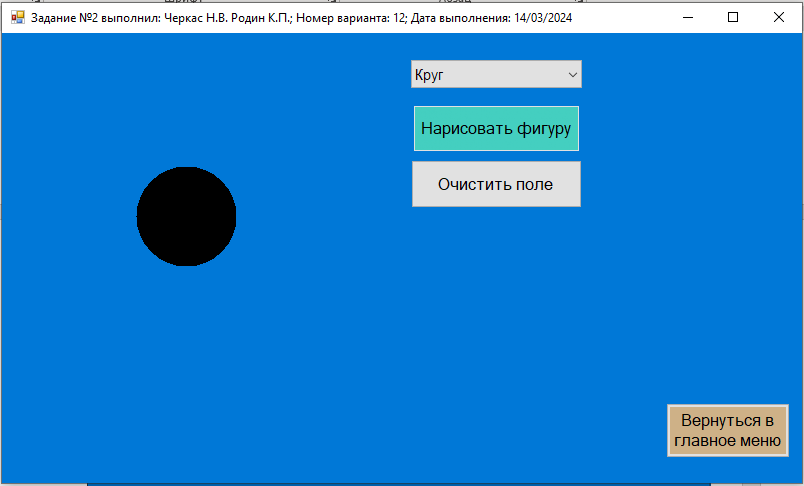 Задание №2 выполнил: Черкас Н.В. Родин К.П.; Номер варианта: 12; Дата выполнения: 14/03/2024
Круг
Нарисовать фигуру
Очистить поле
Вернуться в
главное меню